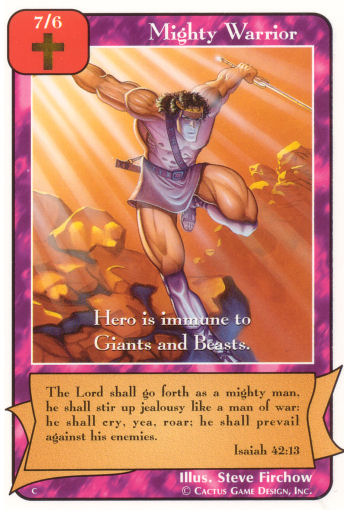 7/6
Mighty Warrior
Hero is immune to
Giants and Beasts.
The Lord shall go forth as a mighty man,
he shall stir up jealousy like a man of war:
he shall cry, yea, roar; he shall prevail
against his enemies.
Isaiah 42:13
Illus. Steve Firchow
C
© Cactus Game Design, Inc.